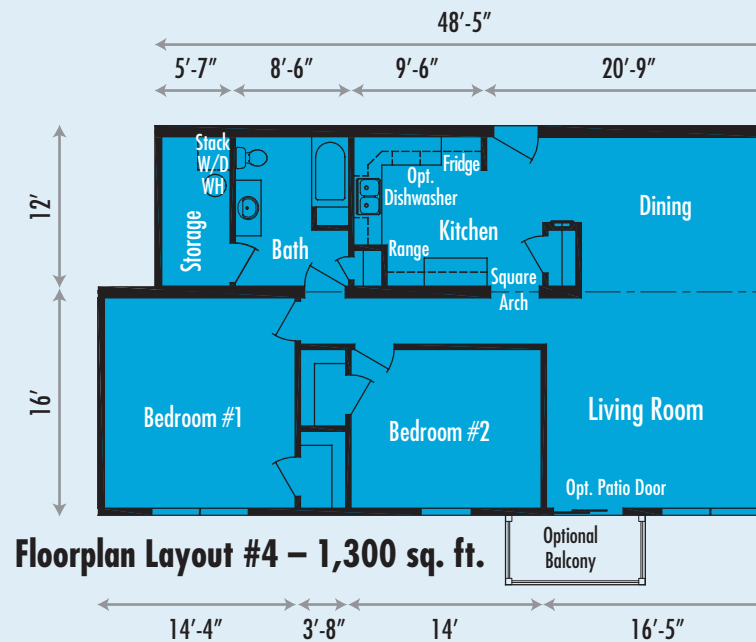 48′-5″
5′-7″
8′-6″
9′-6″
20′-9″
12′
16′
Stack
W/D
WH
Storage
Bath
Fridge
Opt.
Dishwasher
Kitchen
Range
Square
Arch
Dining
Bedroom #1
Bedroom #2
Living Room
Opt. Patio Door
Optional
Balcony
Floorplan Layout #4 – 1,300 sq. ft.
14′-4″
3′-8″
14′
16′-5″